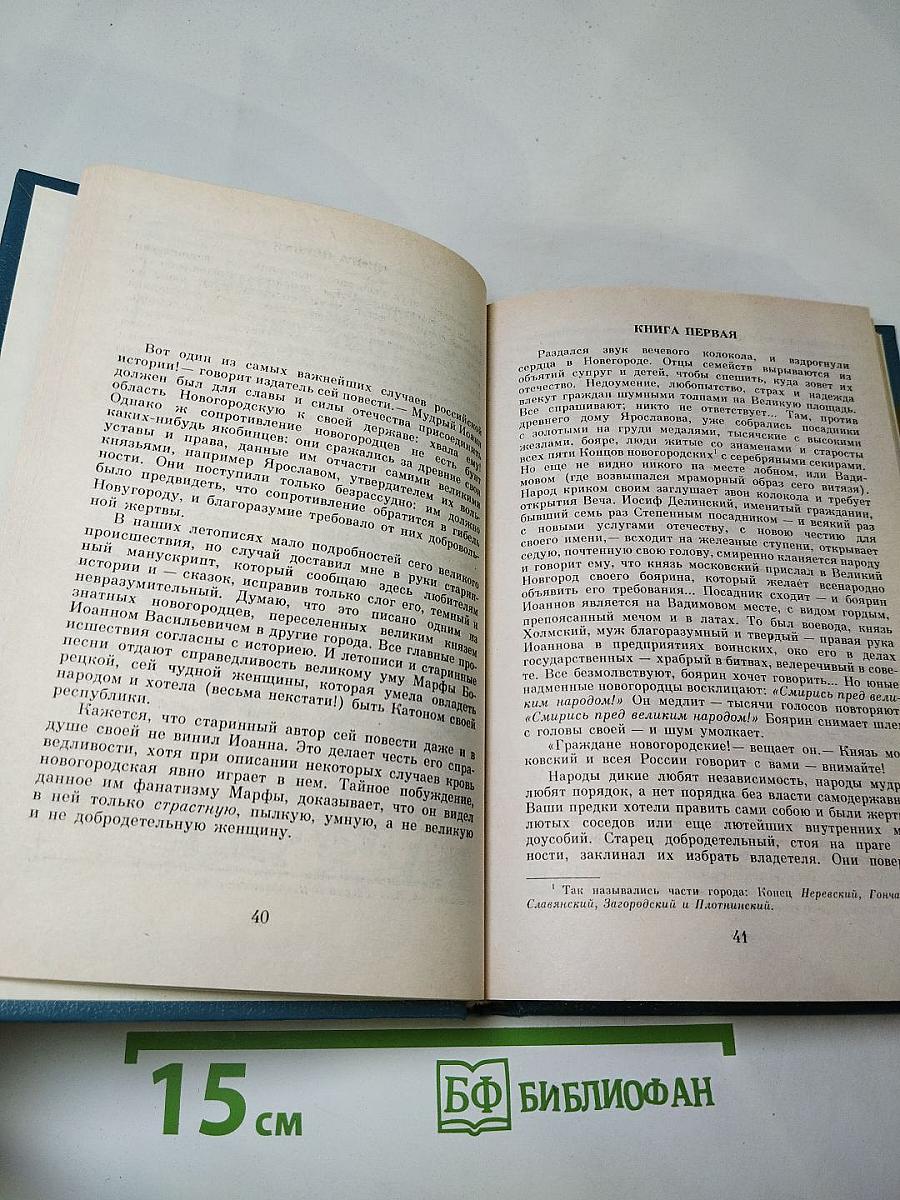 Вот один из самых важнейших случаев российской
истории!— говорит издатель сей повести.— Мудрый Иоанн
должен был для славы и силы отечества присоединить
область Новогородскую к своей державе: хвала ему!
Однако ж сопротивление новогородцев не есть бунт
каких-нибудь якобинцев: они сражались за древние свои
уставы и права, данные им отчасти самими великими
князьями, например Ярославом, утвердителем их воль-
ности. Они поступили только безрассудно: им должно
было предвидеть, что сопротивление обратится в гибель
Новугороду, и благоразумие требовало от них доброволь-
ной жертвы.
В наших летописях мало подробностей сего великого
происшествия, но случай доставил мне в руки старин-
ный манускрипт, который сообщаю здесь любителям
истории и — сказок, исправив только слог его, темный и
невразумительный. Думаю, что это писано одним из
знатных новогородцев, переселенных великим князем
Иоанном Васильевичем в другие города. Все главные про-
исшествия согласны с историею. И летописи и старинные
песни отдают справедливость великому уму Марфы Бо-
рецкой, сей чудной женщины, которая умела овладеть
народом и хотела (весьма некстати!) быть Катоном своей
республики.
Кажется, что старинный автор сей повести даже и в
душе своей не винил Иоанна. Это делает честь его спра-
ведливости, хотя при описании некоторых случаев кровь
новогородская явно играет в нем. Тайное побуждение,
данное им фанатизму Марфы, доказывает, что он видел
в ней только страстную, пылкую, умную, а не великую
и не добродетельную женщину.
40
КНИГА ПЕРВАЯ
Раздался звук вечевого колокола, и вздрогнули
сердца в Новегороде. Отцы семейств вырываются из
объятий супруг и детей, чтобы спешить, куда зовет их
отечество. Недоумение, любопытство, страх и надежда
влекут граждан шумными толпами на Великую площадь.
Все спрашивают; никто не ответствует... Там, против
древнего дому Ярославова, уже собрались посадники
с золотыми на груди медалями, тысячские с высокими
жезлами, бояре, люди житые со знаменами и старосты
всех пяти Концов новогородских¹ с серебряными секирами.
Но еще не видно никого на месте лобном, или Вади-
мовом (где возвышался мраморный образ сего витязя).
Народ криком своим заглушает звон колокола и требует
открытия Веча. Иосиф Делинский, именитый гражданин,
бывший семь раз Степенным посадником — и всякий раз
с новыми услугами отечеству, с новою честию для
своего имени,— всходит на железные ступени, открывает
седую, почтенную свою голову, смиренно кланяется народу
и говорит ему, что князь московский прислал в Великий
Новгород своего боярина, который желает всенародно
объявить его требования... Посадник сходит — и боярин
Иоаннов является на Вадимовом месте, с видом гордым,
препоясанный мечом и в латах. То был воевода, князь
Холмский, муж благоразумный и твердый — правая рука
Иоаннова в предприятиях воинских, око его в делах
государственных — храбрый в битвах, велеречивый в сове-
те. Все безмолвствуют, боярин хочет говорить... Но юные
надменные новогородцы восклицают: «Смирись пред вели-
ким народом!» Он медлит — тысячи голосов повторяют
«Смирись пред великим народом!» Боярин снимает шле
с головы своей — и шум умолкает.
«Граждане новогородские!— вещает он.— Князь мо
ковский и всея России говорит с вами — внимайте!
Народы дикие любят независимость, народы мудр
любят порядок, а нет порядка без власти самодержавн
Ваши предки хотели править сами собою и были жерт
лютых соседов или еще лютейших внутренних м
доусобий. Старец добродетельный, стоя на праге
ности, заклинал их избрать владетеля. Они повер
¹ Так назывались части города: Конец Неревский, Гонча
Славянский, Загородский и Плотнинский.
41
15 см
БФ БИБЛИОФАН